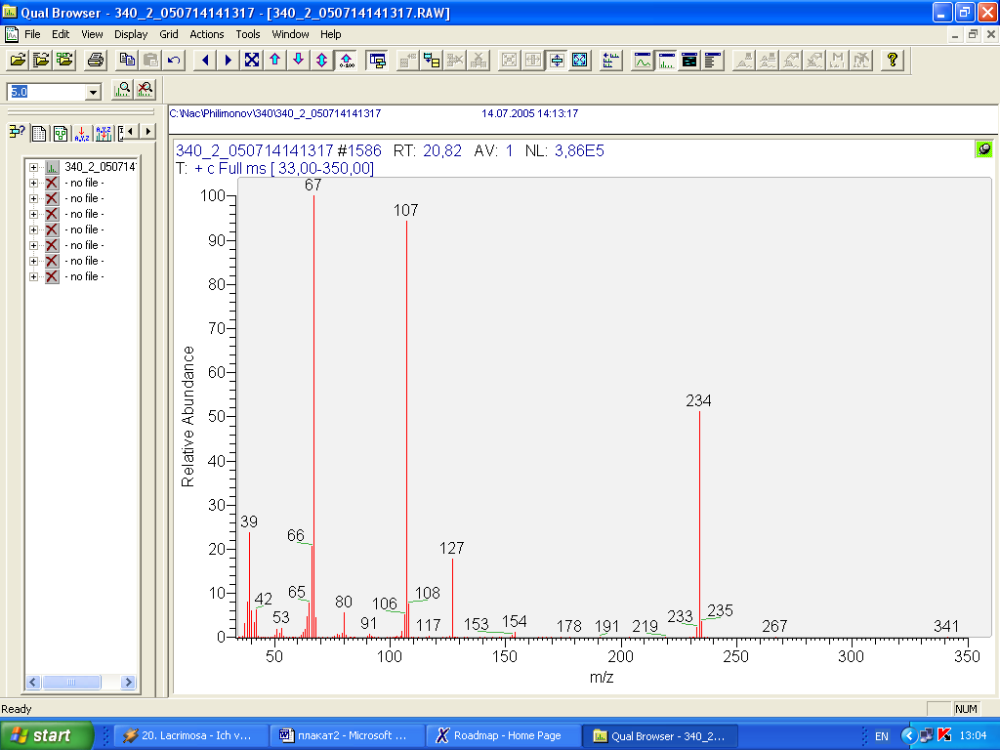 Qual Browser - 340_2_050714141317 - [340_2_050714141317.RAW]
File Edit View Display Grid Actions Tools Window Help
5.0
C:\Nac\Philimonov\340\340_2_050714141317 14.07.2005 14:13:17
340_2_050714141317 #1586 RT: 20,82 AV: 1 NL: 3,86E5
T: + c Full ms [ 33,00-350,00]
340_2_05071
- no file -
- no file -
- no file -
- no file -
- no file -
- no file -
- no file -
Relative Abundance
100
90
80
70
60
50
40
30
20
10
0
67
107
234
39
66
127
42
65
108
53
80
106
235
233
91
117
153
154
178
191
219
267
341
50 100 150 200 250 300 350
m/z
Ready
NUM
start
20. Lacrimosa - Ich v...
плакат2 - Microsoft ...
Roadmap - Home Page
Qual Browser - 340_2...
EN
13:04